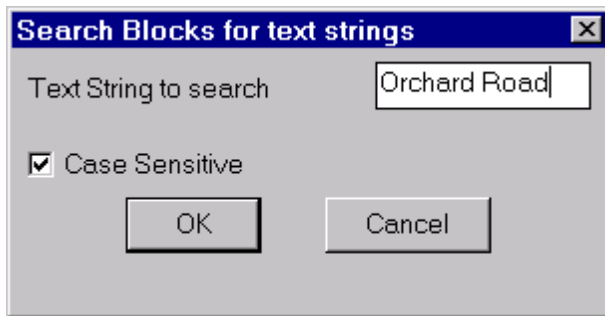 Search Blocks for text strings
Text String to search
Orchard Road
Case Sensitive
OK
Cancel